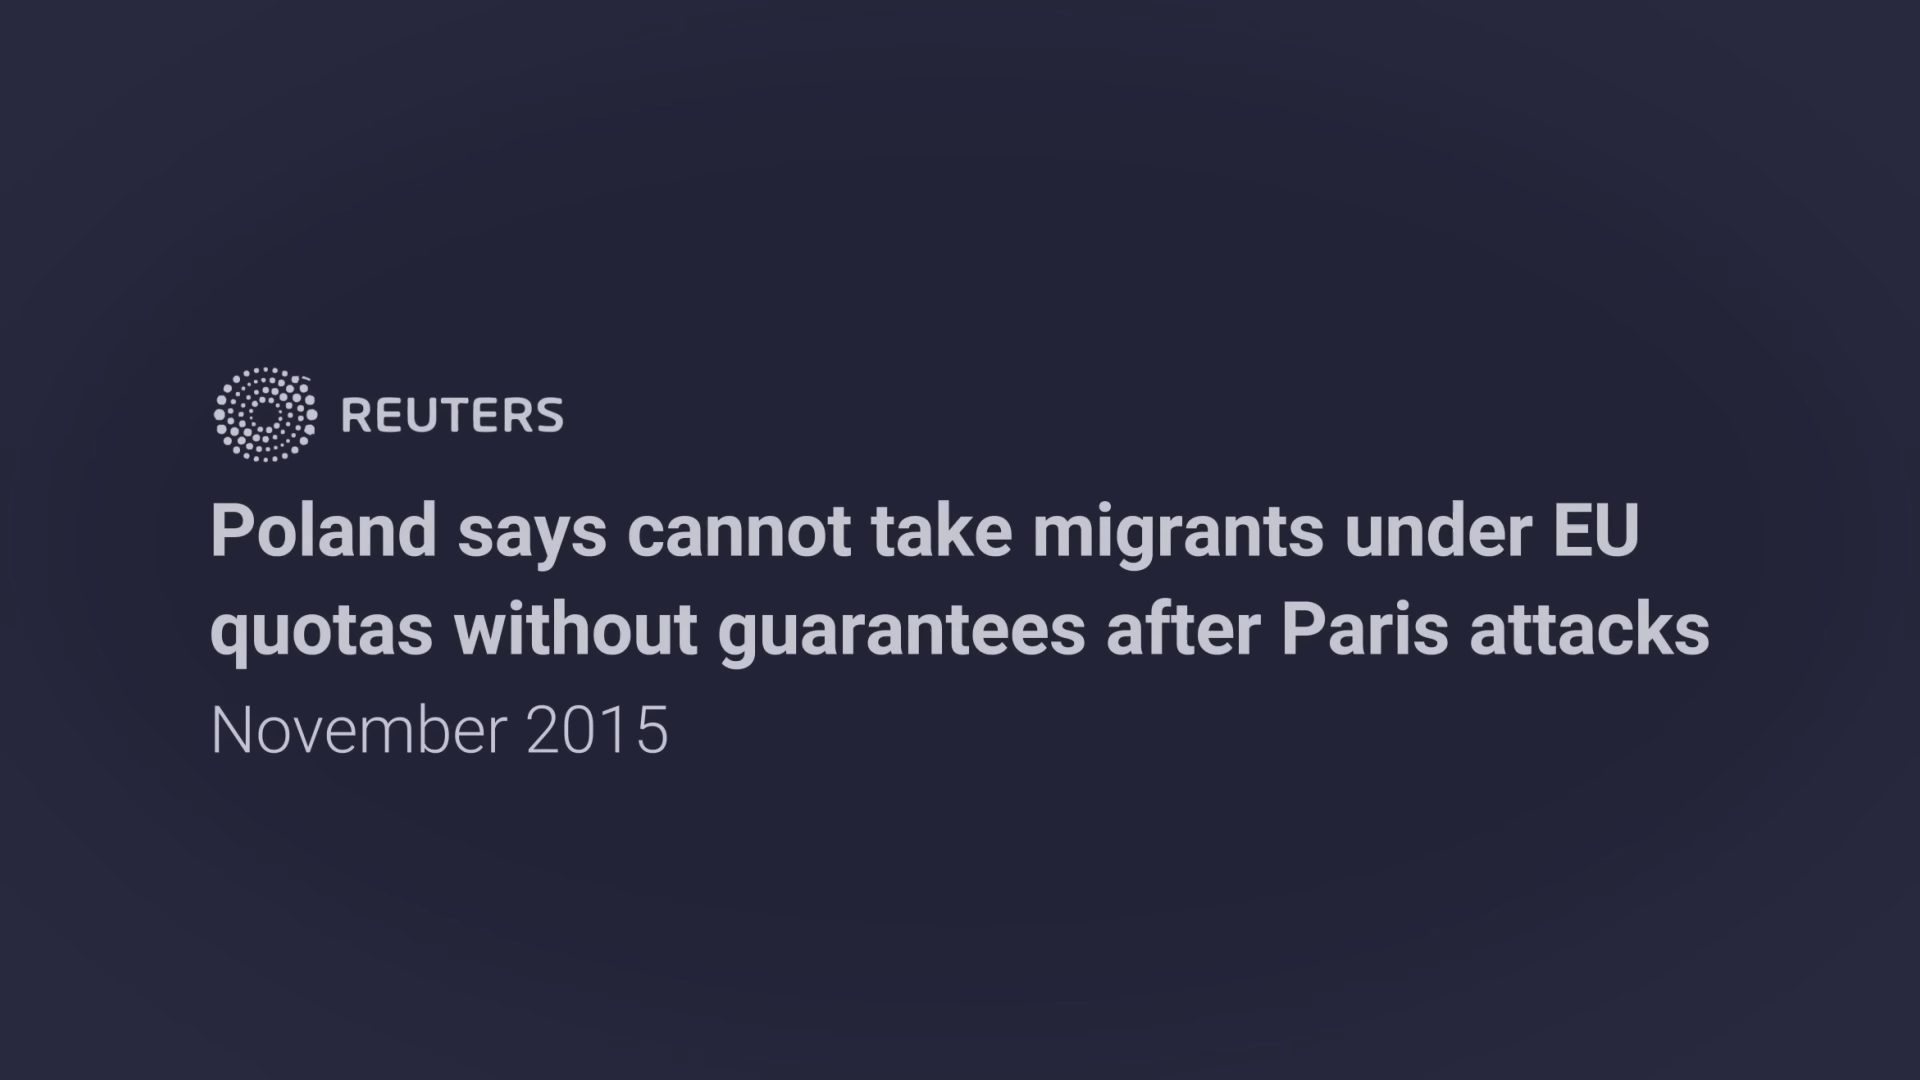 REUTERS
Poland says cannot take migrants under EU
quotas without guarantees after Paris attacks
November 2015